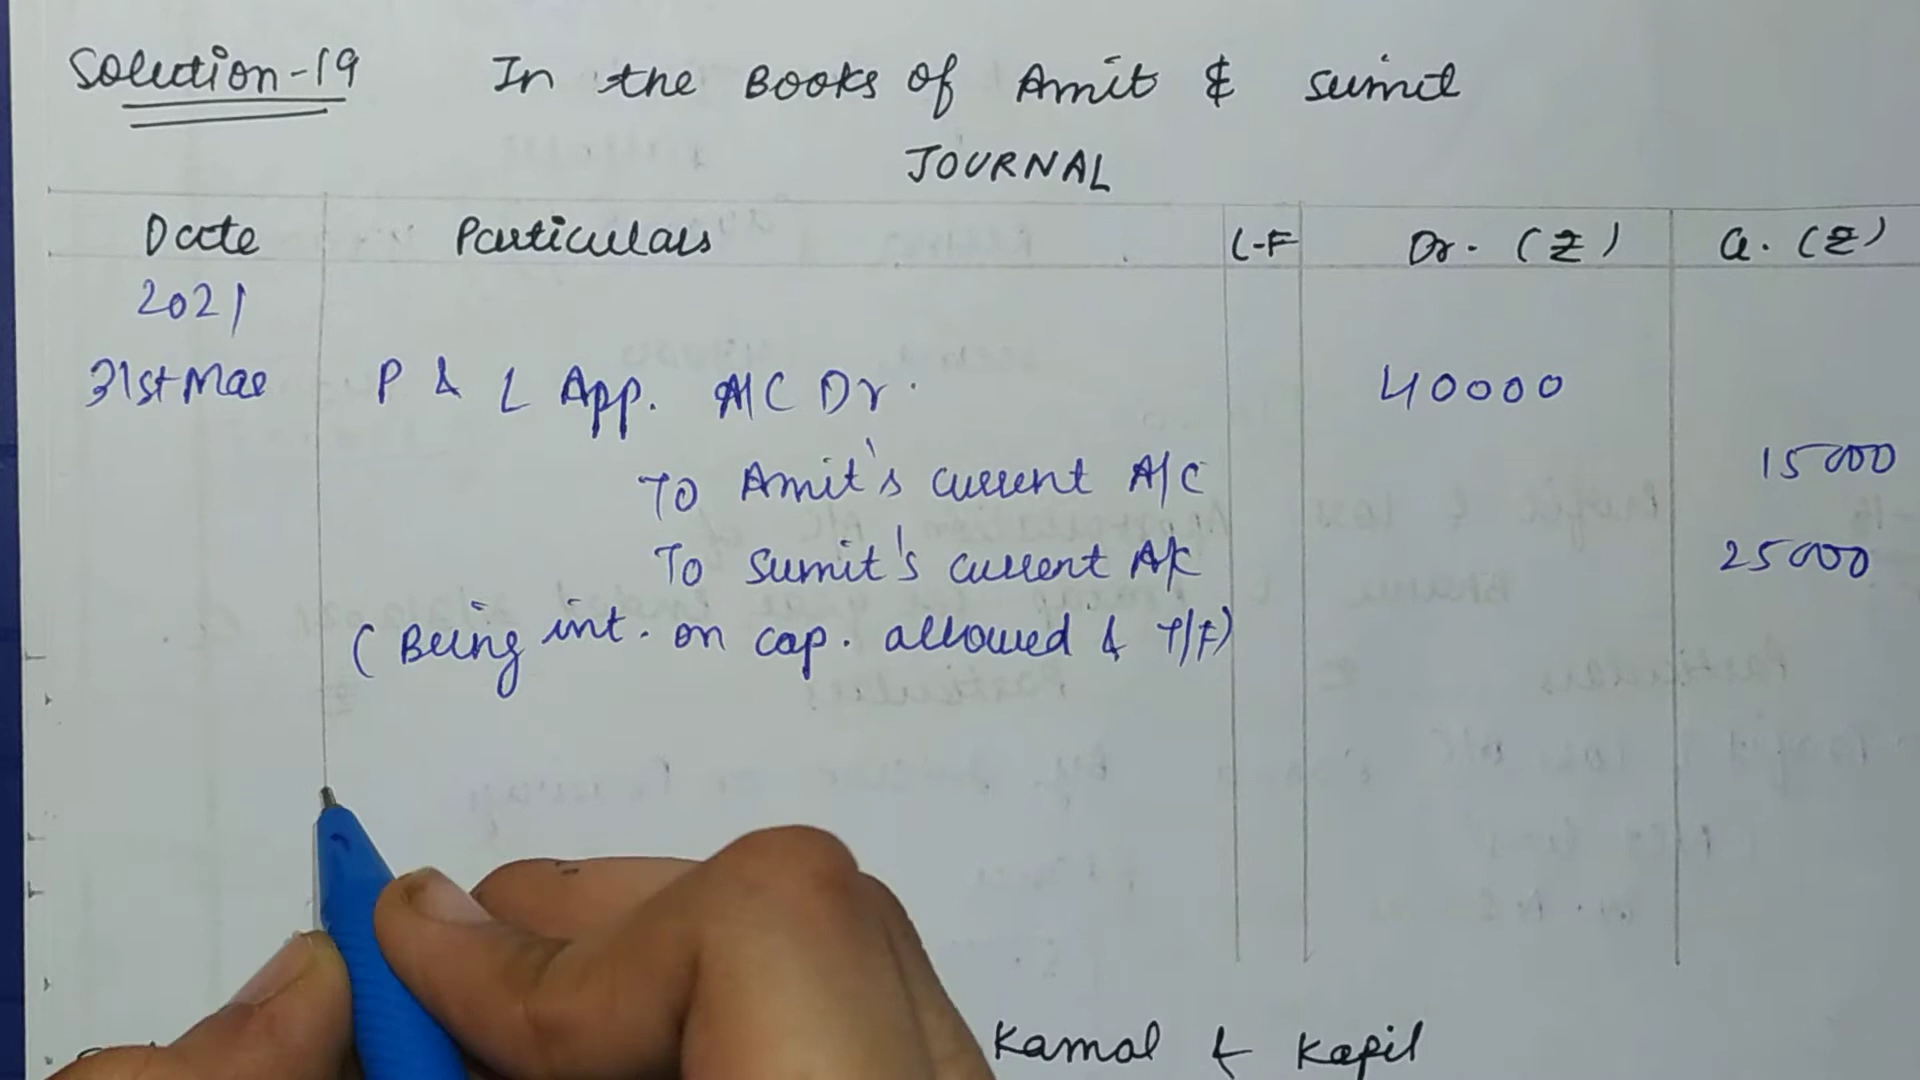 Solution-19 In the Books of Amit & Sumit
JOURNAL
Date Particulars L-F Dr. (₹) Cr. (₹)
2021
31st Mar P & L App. A/C Dr. 40000
To Amit's current A/C 15000
To Sumit's current A/c 25000
(Being int. on cap. allowed & T/F)
Kamal & Kapil